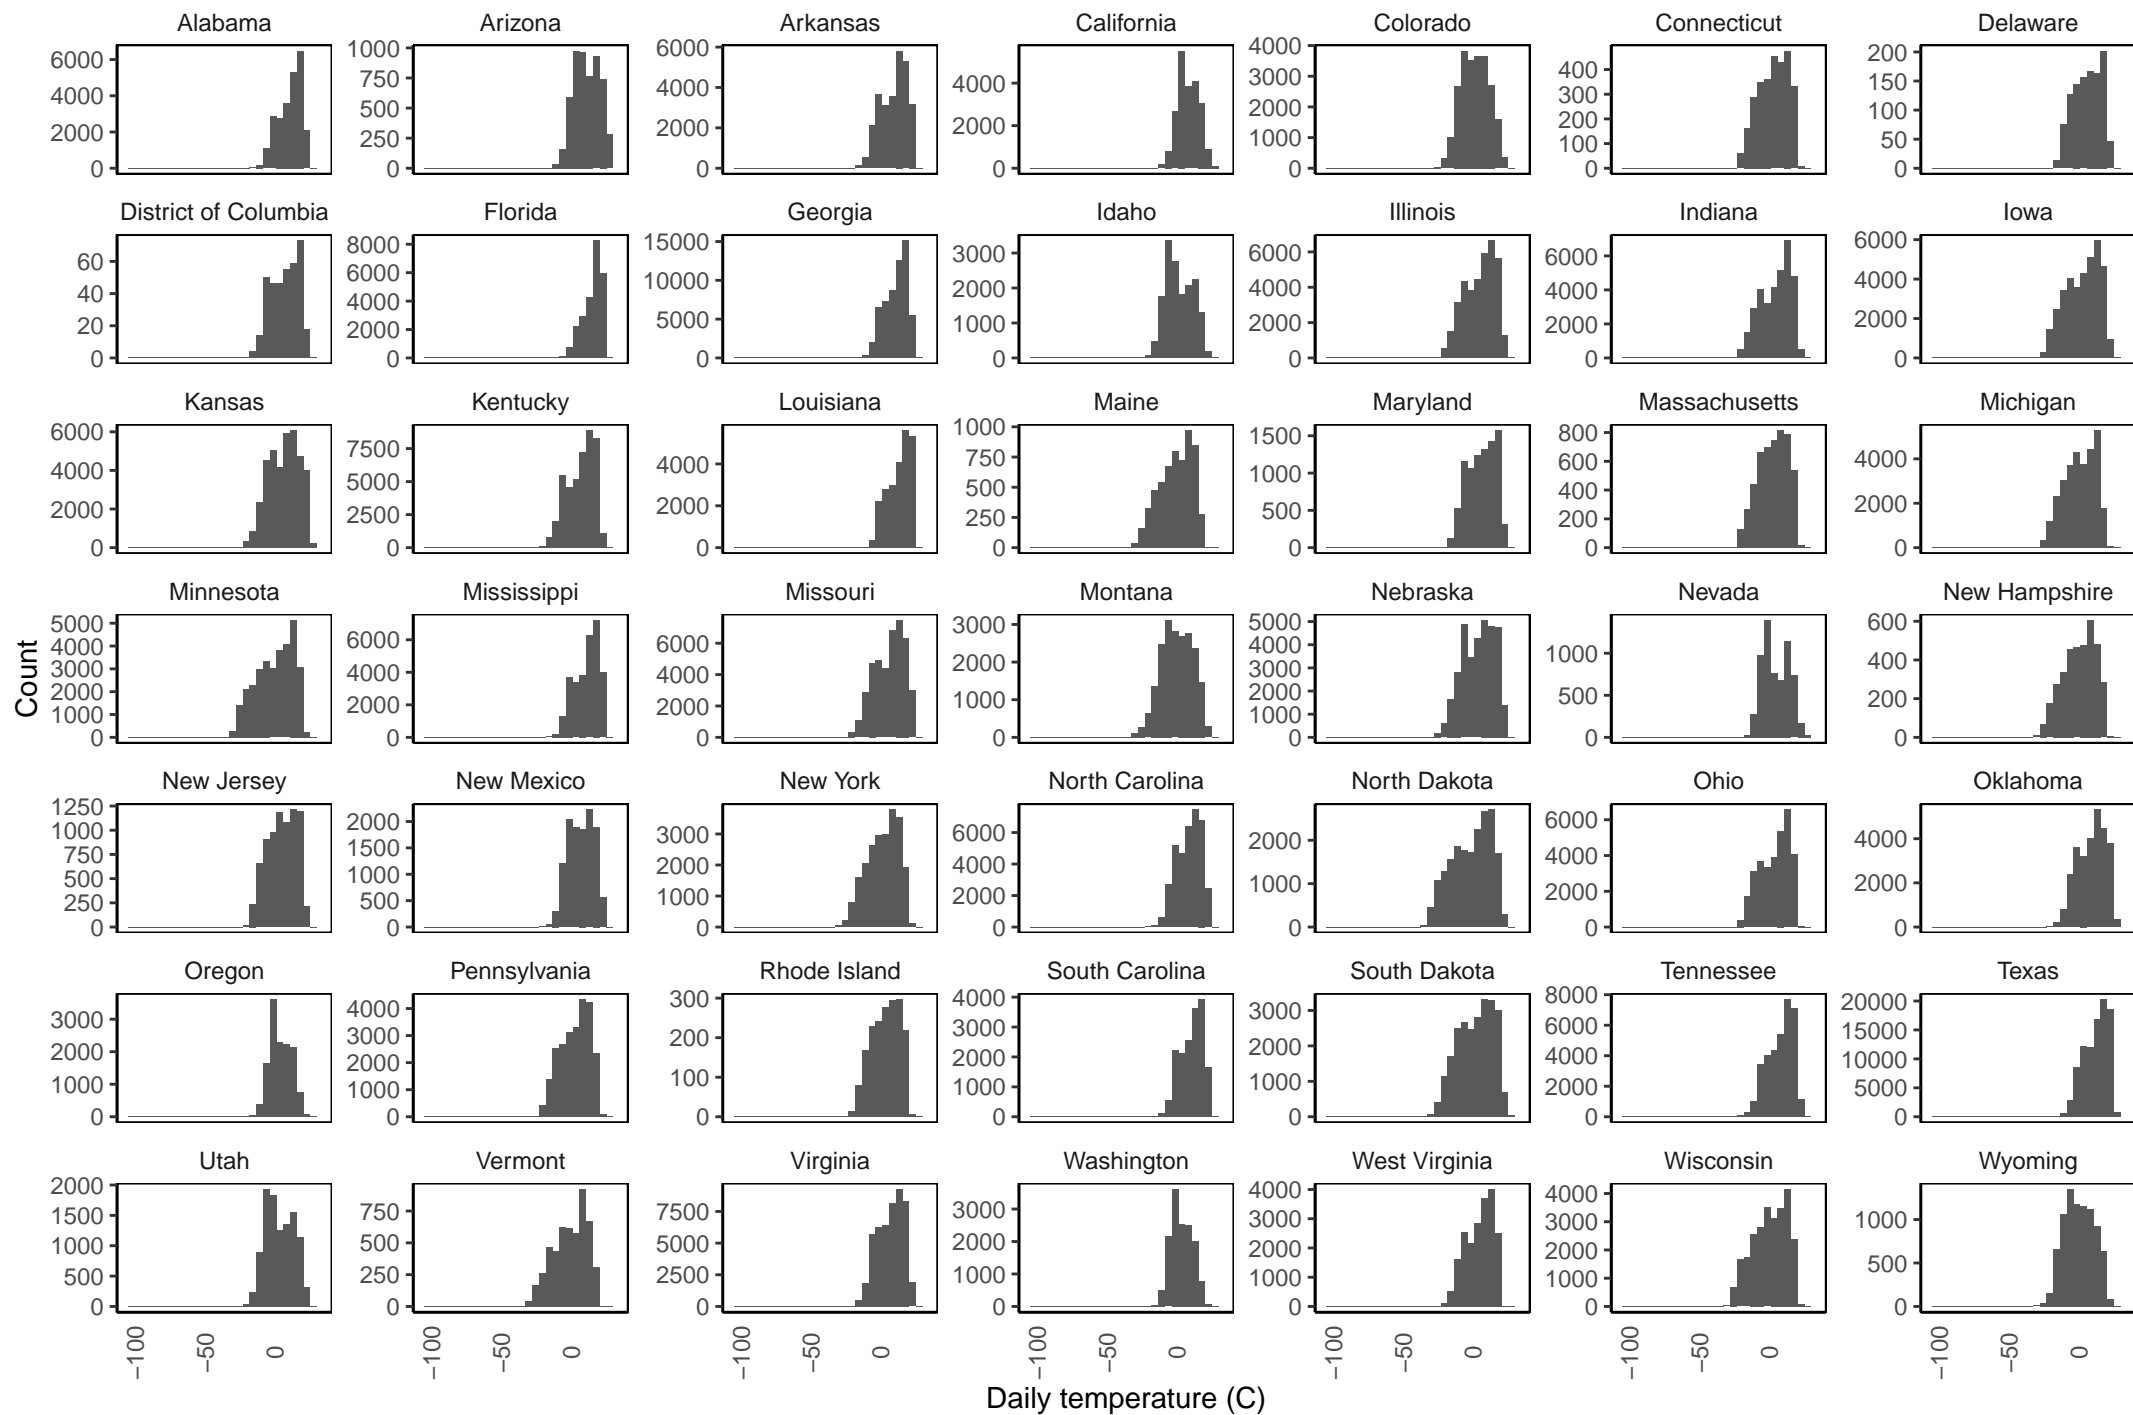 Alabama Arizona Arkansas California Colorado Connecticut Delaware
6000 4000 2000 0
1000 750 500 250 0
6000 4000 2000 0
4000 2000 0
4000 3000 2000 1000 0
400 300 200 100 0
200 150 100 50 0
District of Columbia Florida Georgia Idaho Illinois Indiana Iowa
60 40 20 0
8000 6000 4000 2000 0
15000 10000 5000 0
3000 2000 1000 0
6000 4000 2000 0
6000 4000 2000 0
6000 4000 2000 0
Kansas Kentucky Louisiana Maine Maryland Massachusetts Michigan
6000 4000 2000 0
7500 5000 2500 0
4000 2000 0
1000 750 500 250 0
1500 1000 500 0
800 600 400 200 0
4000 2000 0
Count
Minnesota Mississippi Missouri Montana Nebraska Nevada New Hampshire
5000 4000 3000 2000 1000 0
6000 4000 2000 0
6000 4000 2000 0
3000 2000 1000 0
5000 4000 3000 2000 1000 0
1000 500 0
600 400 200 0
New Jersey New Mexico New York North Carolina North Dakota Ohio Oklahoma
1250 1000 750 500 250 0
2000 1500 1000 500 0
3000 2000 1000 0
6000 4000 2000 0
2000 1000 0
6000 4000 2000 0
4000 2000 0
Oregon Pennsylvania Rhode Island South Carolina South Dakota Tennessee Texas
3000 2000 1000 0
4000 3000 2000 1000 0
300 200 100 0
4000 3000 2000 1000 0
3000 2000 1000 0
8000 6000 4000 2000 0
20000 15000 10000 5000 0
Utah Vermont Virginia Washington West Virginia Wisconsin Wyoming
2000 1500 1000 500 0
750 500 250 0
7500 5000 2500 0
3000 2000 1000 0
4000 3000 2000 1000 0
4000 3000 2000 1000 0
1000 500 0
−100 −50 0 −100 −50 0 −100 −50 0 −100 −50 0 −100 −50 0 −100 −50 0 −100 −50 0
Daily temperature (C)